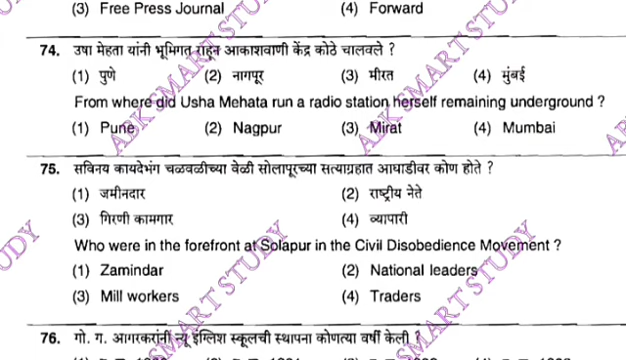 (3) Free Press Journal (4) Forward
74. उषा मेहता यांनी भूमिगत राहून आकाशवाणी केंद्र कोठे चालवले ?
(1) पुणे (2) नागपूर (3) मीरत (4) मुंबई
From where did Usha Mehata run a radio station herself remaining underground ?
(1) Pune (2) Nagpur (3) Mirat (4) Mumbai
75. सविनय कायदेभंग चळवळीच्या वेळी सोलापूरच्या सत्याग्रहात आघाडीवर कोण होते ?
(1) जमीनदार (2) राष्ट्रीय नेते
(3) गिरणी कामगार (4) व्यापारी
Who were in the forefront at Solapur in the Civil Disobedience Movement ?
(1) Zamindar (2) National leaders
(3) Mill workers (4) Traders
76. गो. ग. आगरकरांनी न्यू इंग्लिश स्कूलची स्थापना कोणत्या वर्षी केली ?
ABK SMART STUDY